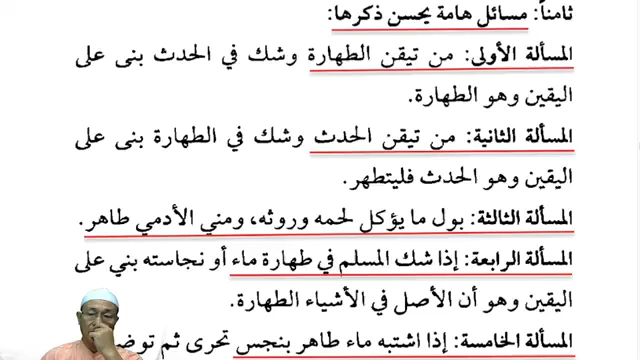 ثامناً: مسائل هامة يحسن ذكرها:
المسألة الأولى: من تيقن الطهارة وشك في الحدث بنى على
اليقين وهو الطهارة.
المسألة الثانية: من تيقن الحدث وشك في الطهارة بنى على
اليقين وهو الحدث فليتطهر.
المسألة الثالثة: بول ما يؤكل لحمه وروثه، ومني الأدمي طاهر.
المسألة الرابعة: إذا شك المسلم في طهارة ماء أو نجاسته بني على
اليقين وهو أن الأصل في الأشياء الطهارة.
المسألة الخامسة: إذا اشتبه ماء طاهر بنجس تحرى ثم توض